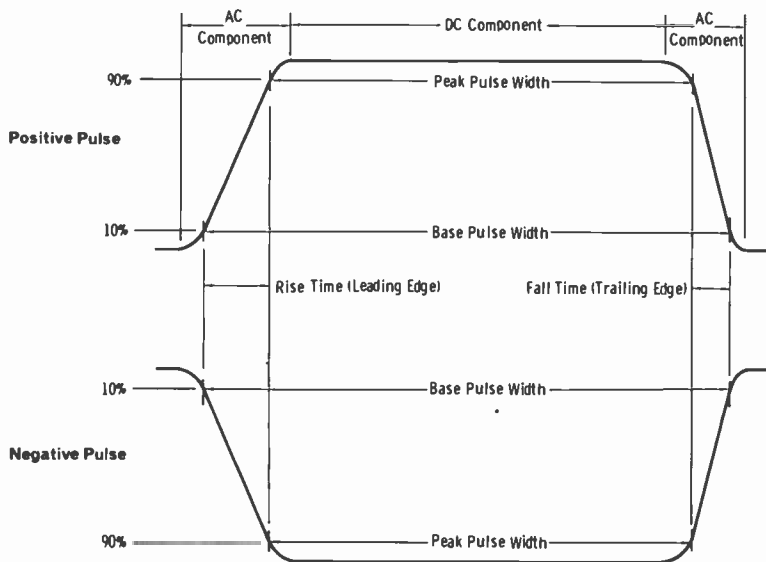 AC
Component
DC Component
AC
Component
90%
Peak Pulse Width
Positive Pulse
10%
Base Pulse Width
Rise Time (Leading Edge)
Fall Time (Trailing Edge)
10%
Base Pulse Width
Negative Pulse
90%
Peak Pulse Width